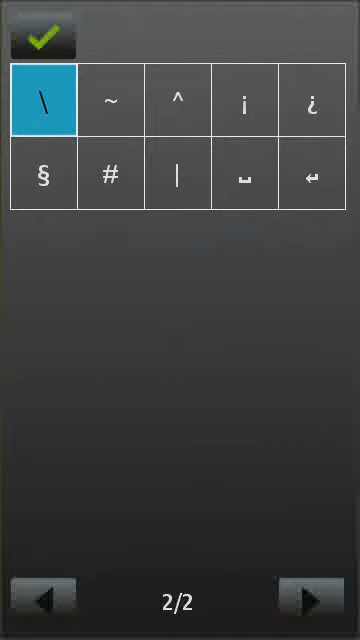 \ ~ ^ ¡ ¿
§ # | ␣ ↵
2/2